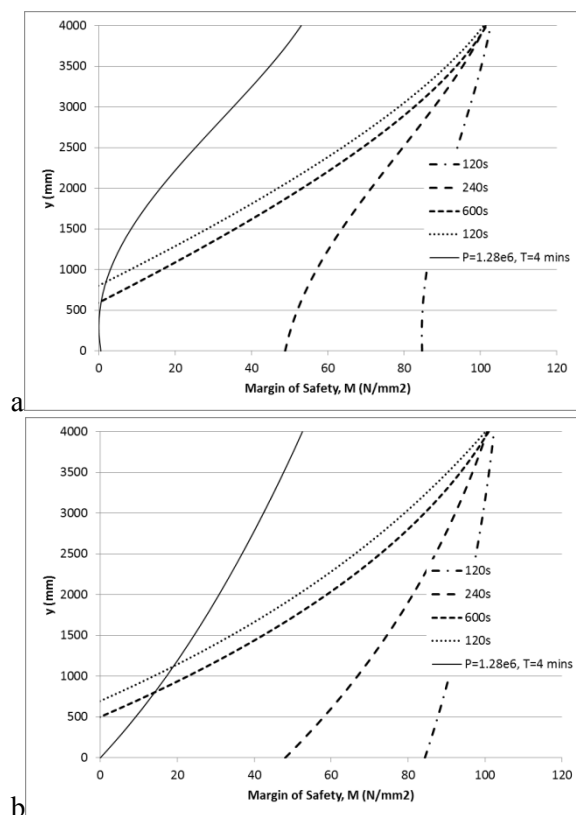 4000
3500
3000
2500
2000
1500
1000
500
0
y (mm)
120s
240s
600s
120s
P=1.28e6, T=4 mins
0 20 40 60 80 100 120
Margin of Safety, M (N/mm2)
a
4000
3500
3000
2500
2000
1500
1000
500
0
y (mm)
120s
240s
600s
120s
P=1.28e6, T=4 mins
0 20 40 60 80 100 120
Margin of Safety, M (N/mm2)
b